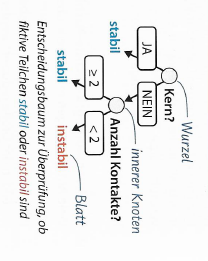 Wurzel
Kern?
JA
NEIN
stabil
innerer Knoten
Anzahl Kontakte?
≥ 2
< 2
stabil
instabil
Blatt
Entscheidungsbaum zur Überprüfung, ob
fiktive Teilchen stabil oder instabil sind